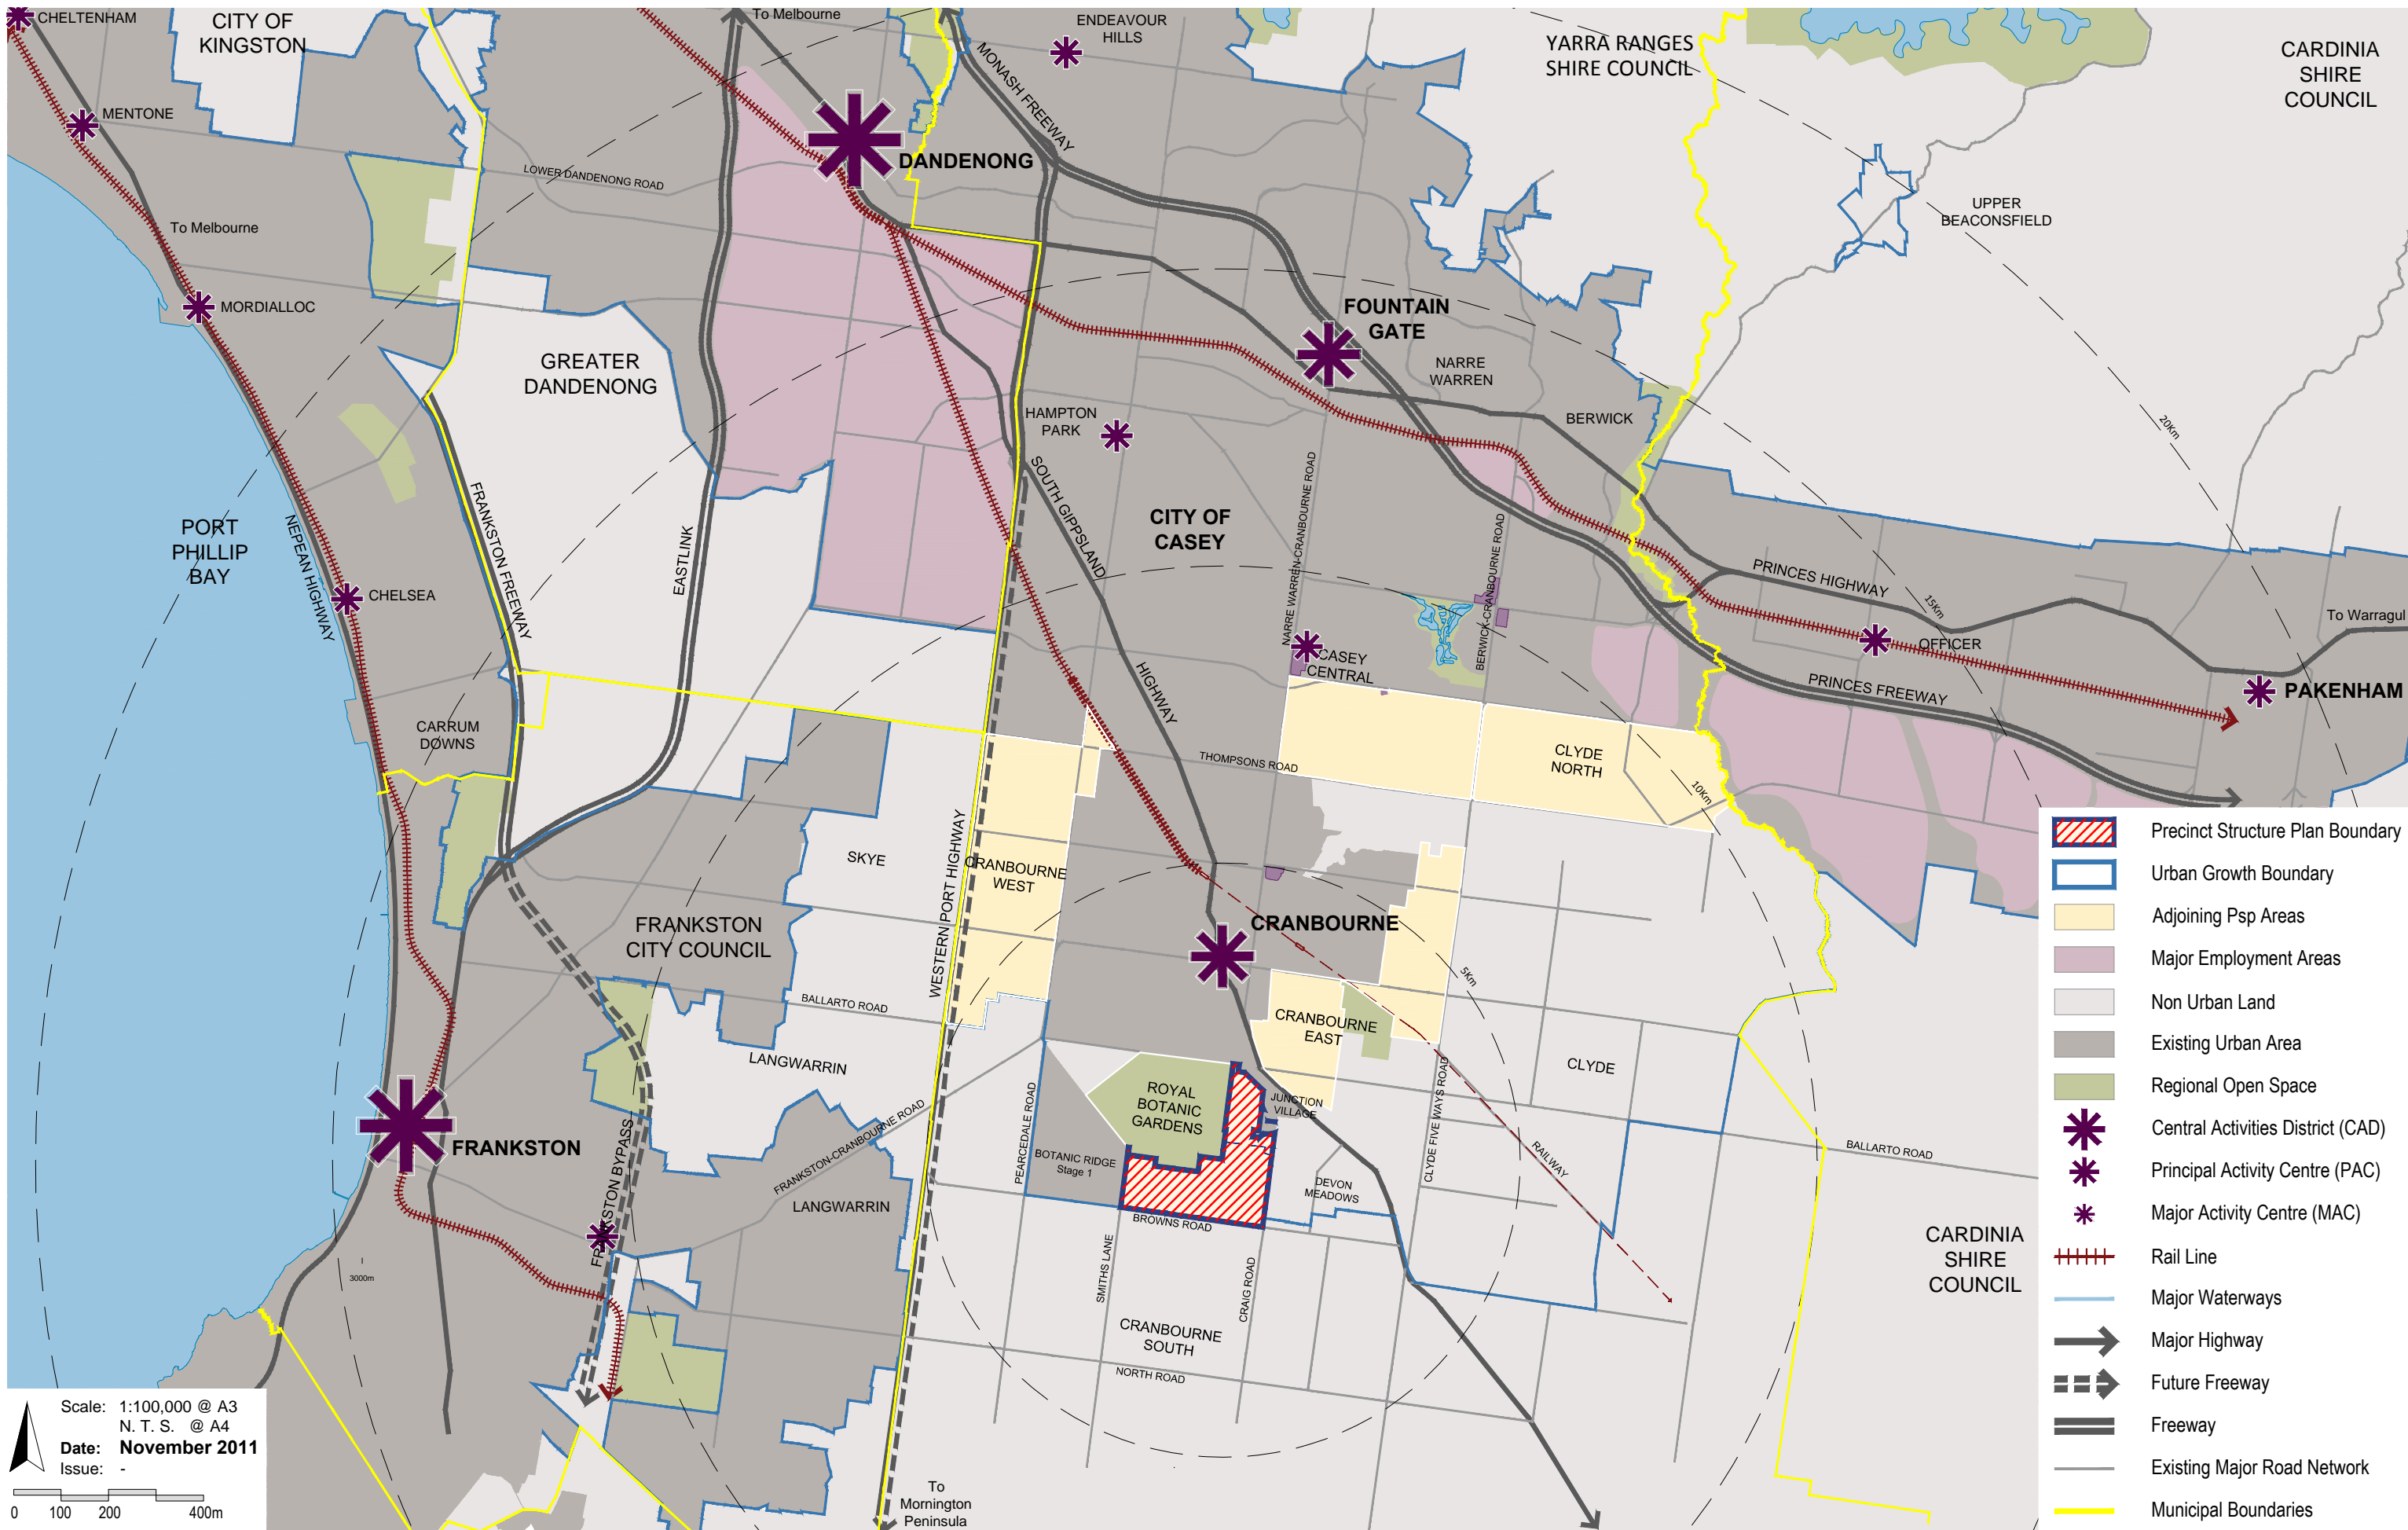 CHELTENHAM
CITY OF
KINGSTON
To Melbourne
ENDEAVOUR
HILLS
YARRA RANGES
SHIRE COUNCIL
CARDINIA
SHIRE
COUNCIL
MONASH FREEWAY
MENTONE
DANDENONG
LOWER DANDENONG ROAD
To Melbourne
UPPER
BEACONSFIELD
MORDIALLOC
FOUNTAIN
GATE
GREATER
DANDENONG
NARRE
WARREN
HAMPTON
PARK
BERWICK
20Km
PORT
PHILLIP
BAY
NEPEAN HIGHWAY
FRANKSTON FREEWAY
EASTLINK
SOUTH GIPPSLAND
HIGHWAY
CITY OF
CASEY
NARRE WARREN-CRANBOURNE ROAD
BERWICK-CRANBOURNE ROAD
PRINCES HIGHWAY
15Km
To Warragul
CHELSEA
OFFICER
CASEY
CENTRAL
PRINCES FREEWAY
PAKENHAM
CARRUM
DOWNS
THOMPSONS ROAD
CLYDE
NORTH
10Km
SKYE
CRANBOURNE
WEST
WESTERN PORT HIGHWAY
FRANKSTON
CITY COUNCIL
CRANBOURNE
5Km
BALLARTO ROAD
CRANBOURNE
EAST
LANGWARRIN
CLYDE
ROYAL
BOTANIC
GARDENS
JUNCTION
VILLAGE
PEARCEDALE ROAD
CLYDE FIVE WAYS ROAD
FRANKSTON
FRANKSTON BYPASS
FRANKSTON-CRANBOURNE ROAD
BOTANIC RIDGE
Stage 1
RAILWAY
BALLARTO ROAD
DEVON
MEADOWS
LANGWARRIN
BROWNS ROAD
SMITHS LANE
CRAIG ROAD
3000m
CARDINIA
SHIRE
COUNCIL
CRANBOURNE
SOUTH
NORTH ROAD
To
Mornington
Peninsula
Scale: 1:100,000 @ A3
N. T. S. @ A4
Date: November 2011
Issue: -
0 100 200 400m
Precinct Structure Plan Boundary
Urban Growth Boundary
Adjoining Psp Areas
Major Employment Areas
Non Urban Land
Existing Urban Area
Regional Open Space
Central Activities District (CAD)
Principal Activity Centre (PAC)
Major Activity Centre (MAC)
Rail Line
Major Waterways
Major Highway
Future Freeway
Freeway
Existing Major Road Network
Municipal Boundaries